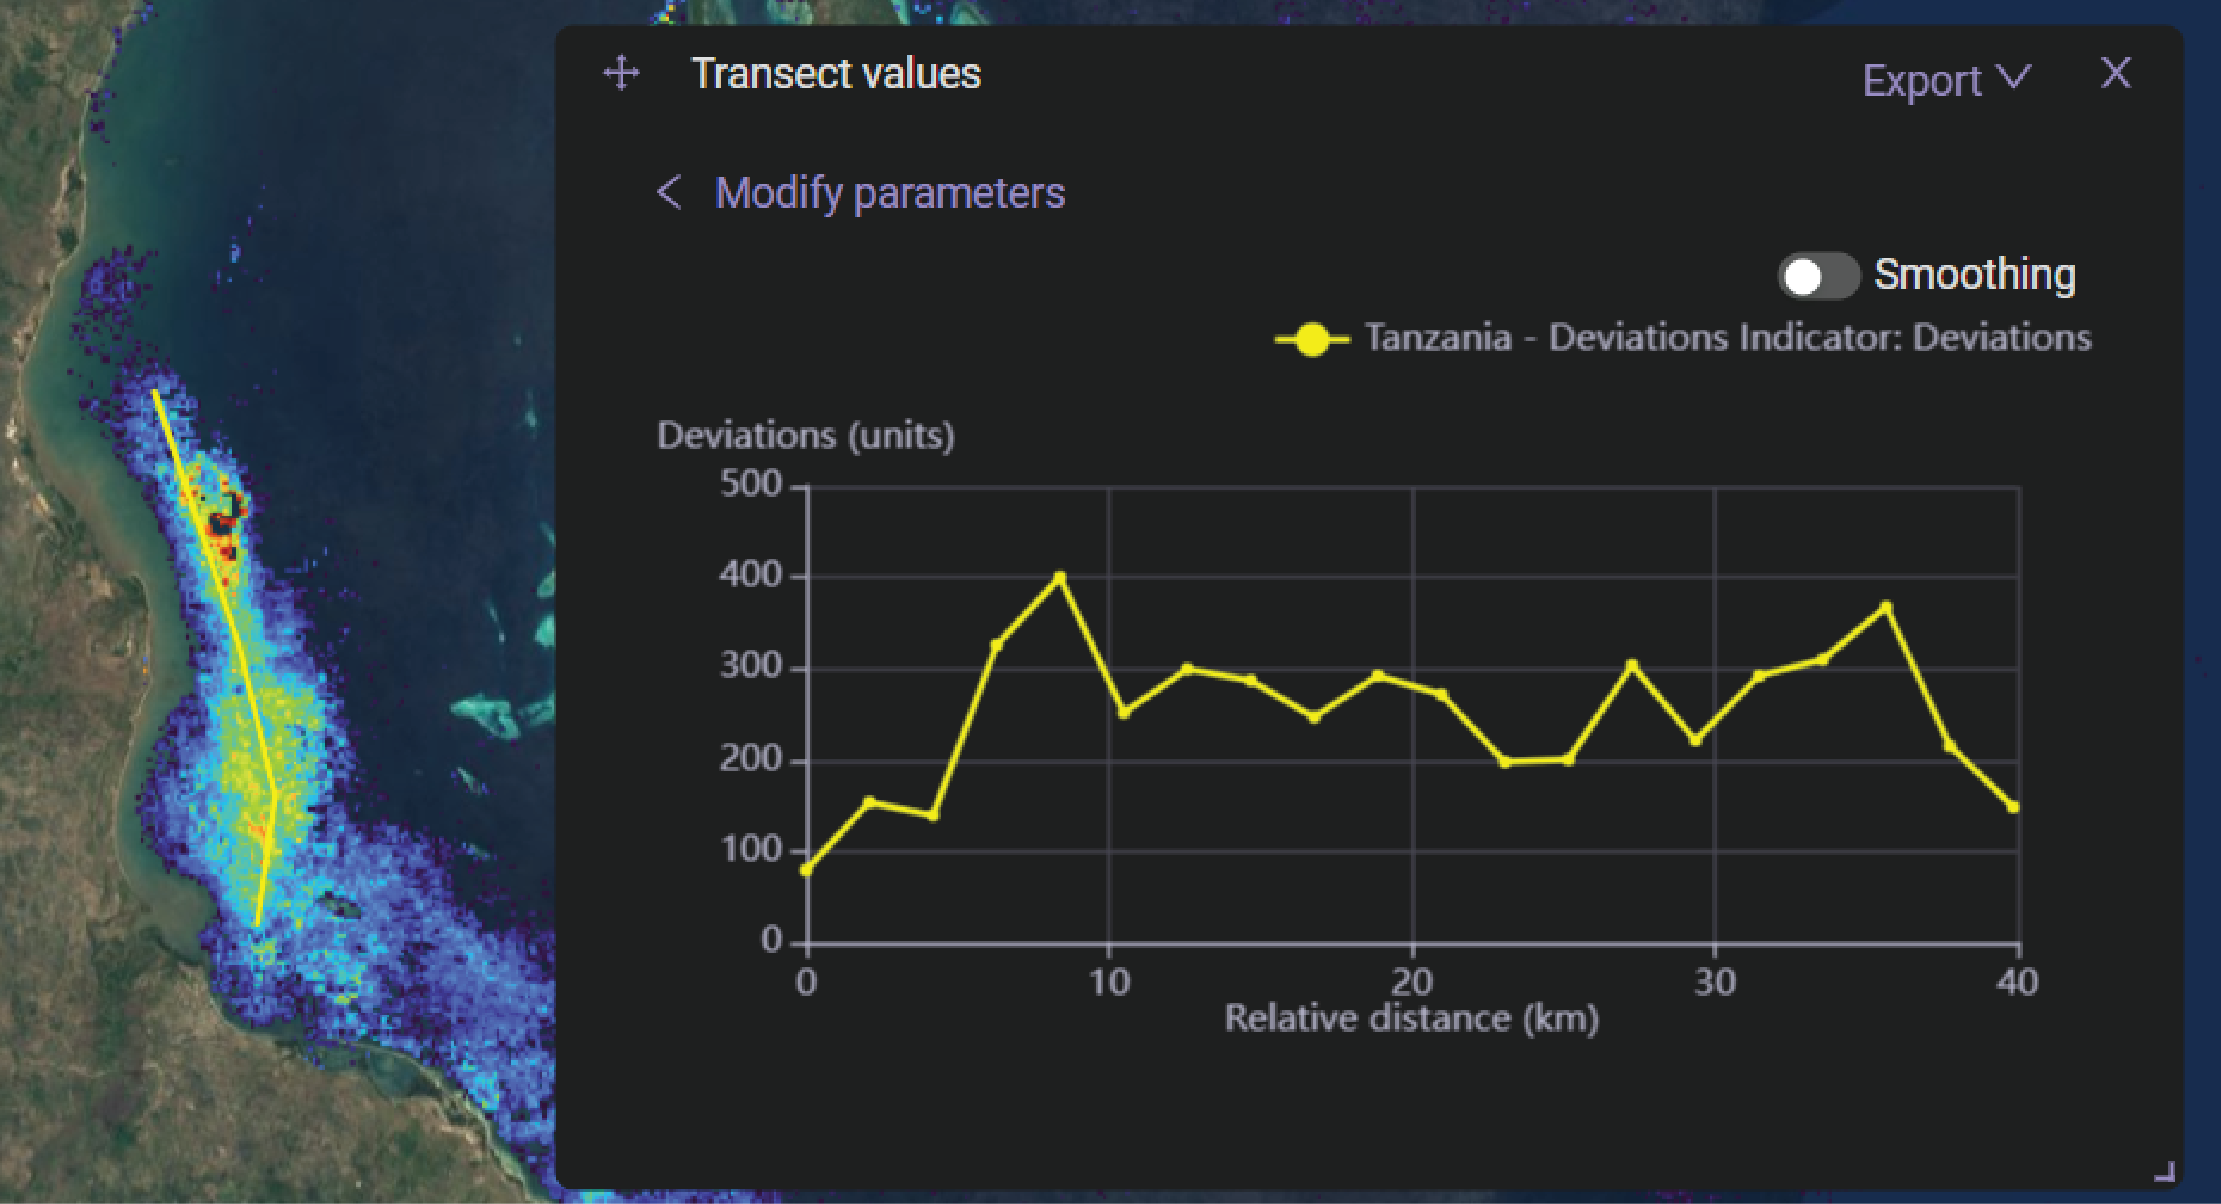 Transect values
Export
Modify parameters
Smoothing
Tanzania - Deviations Indicator: Deviations
Deviations (units)
500
400
300
200
100
0
0 10 20 30 40
Relative distance (km)